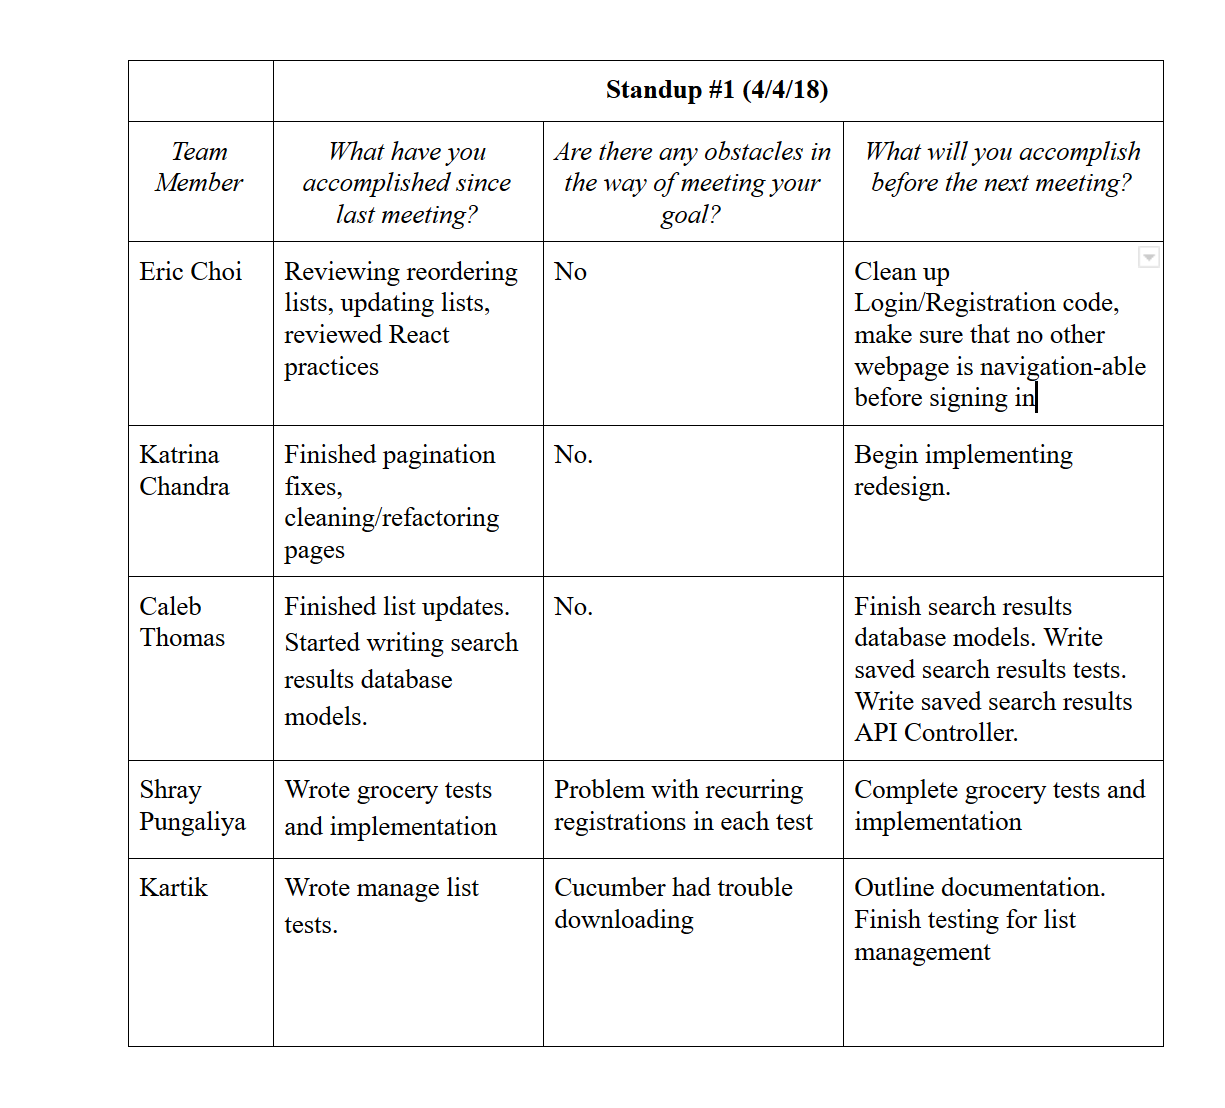 Standup #1 (4/4/18)
Team
Member
What have you
accomplished since
last meeting?
Are there any obstacles in
the way of meeting your
goal?
What will you accomplish
before the next meeting?
Eric Choi
Reviewing reordering
lists, updating lists,
reviewed React
practices
No
Clean up
Login/Registration code,
make sure that no other
webpage is navigation-able
before signing in
Katrina
Chandra
Finished pagination
fixes,
cleaning/refactoring
pages
No.
Begin implementing
redesign.
Caleb
Thomas
Finished list updates.
Started writing search
results database
models.
No.
Finish search results
database models. Write
saved search results tests.
Write saved search results
API Controller.
Shray
Pungaliya
Wrote grocery tests
and implementation
Problem with recurring
registrations in each test
Complete grocery tests and
implementation
Kartik
Wrote manage list
tests.
Cucumber had trouble
downloading
Outline documentation.
Finish testing for list
management